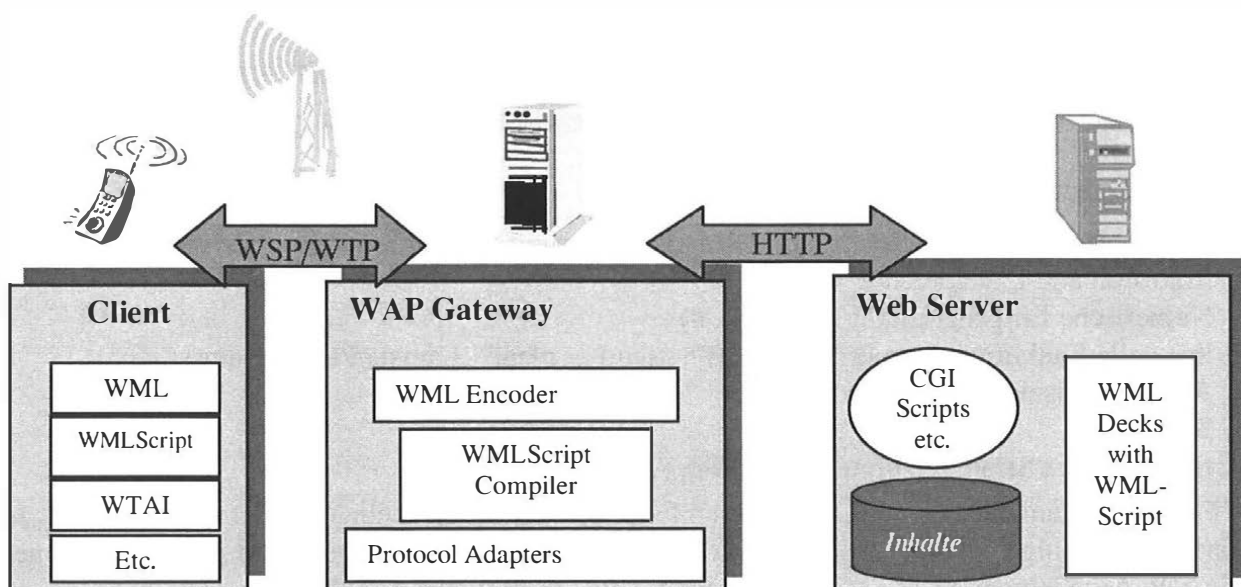 WSP/WTP
HTTP
Client
WML
WMLScript
WTAI
Etc.
WAP Gateway
WML Encoder
WMLScript
Compiler
Protocol Adapters
Web Server
CGI
Scripts
etc.
Inhalte
WML
Decks
with
WML-
Script